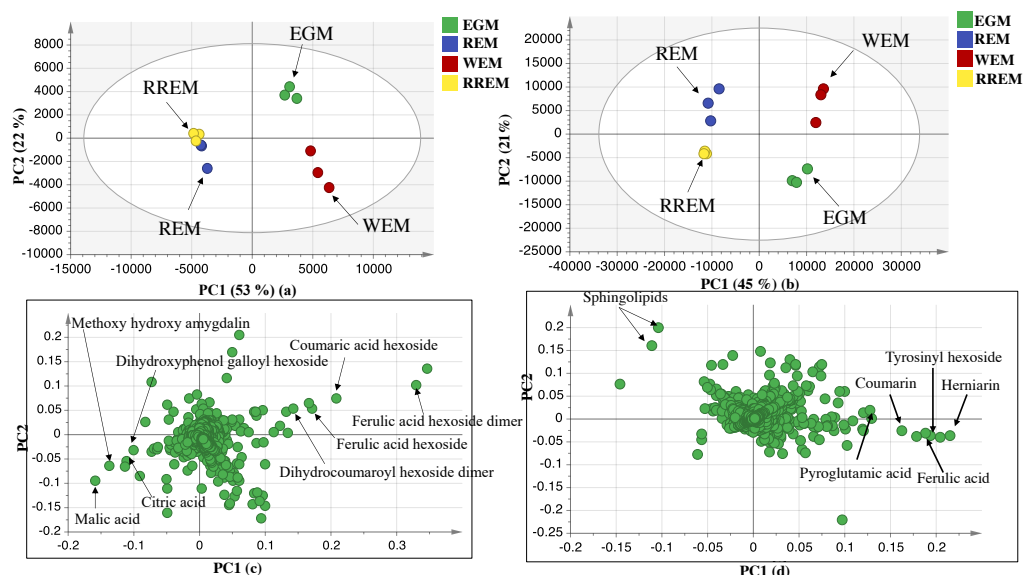 EGM
REM
WEM
RREM
8000
6000
4000
2000
0
-2000
-4000
-6000
-8000
-10000
PC2 (22 %)
EGM
RREM
REM
WEM
-15000 -10000 -5000 0 5000 10000
PC1 (53 %) (a)
EGM
REM
WEM
RREM
20000
15000
10000
5000
0
-5000
-10000
-15000
-20000
-25000
PC2 (21%)
REM
WEM
RREM
EGM
-40000 -30000 -20000 -10000 0 10000 20000 30000
PC1 (45 %) (b)
0.2
0.15
0.1
0.05
0
-0.05
-0.1
-0.15
-0.2
PC2
Methoxy hydroxy amygdalin
Dihydroxyphenol galloyl hexoside
Coumaric acid hexoside
Ferulic acid hexoside dimer
Ferulic acid hexoside
Dihydrocoumaroyl hexoside dimer
Citric acid
Malic acid
-0.2 -0.1 0 0.1 0.2 0.3
PC1 (c)
0.2
0.15
0.1
0.05
0
-0.05
-0.1
-0.15
-0.2
-0.25
PC2
Sphingolipids
Tyrosinyl hexoside
Coumarin
Herniarin
Pyroglutamic acid
Ferulic acid
-0.2 -0.15 -0.1 -0.05 0 0.05 0.1 0.15 0.2
PC1 (d)